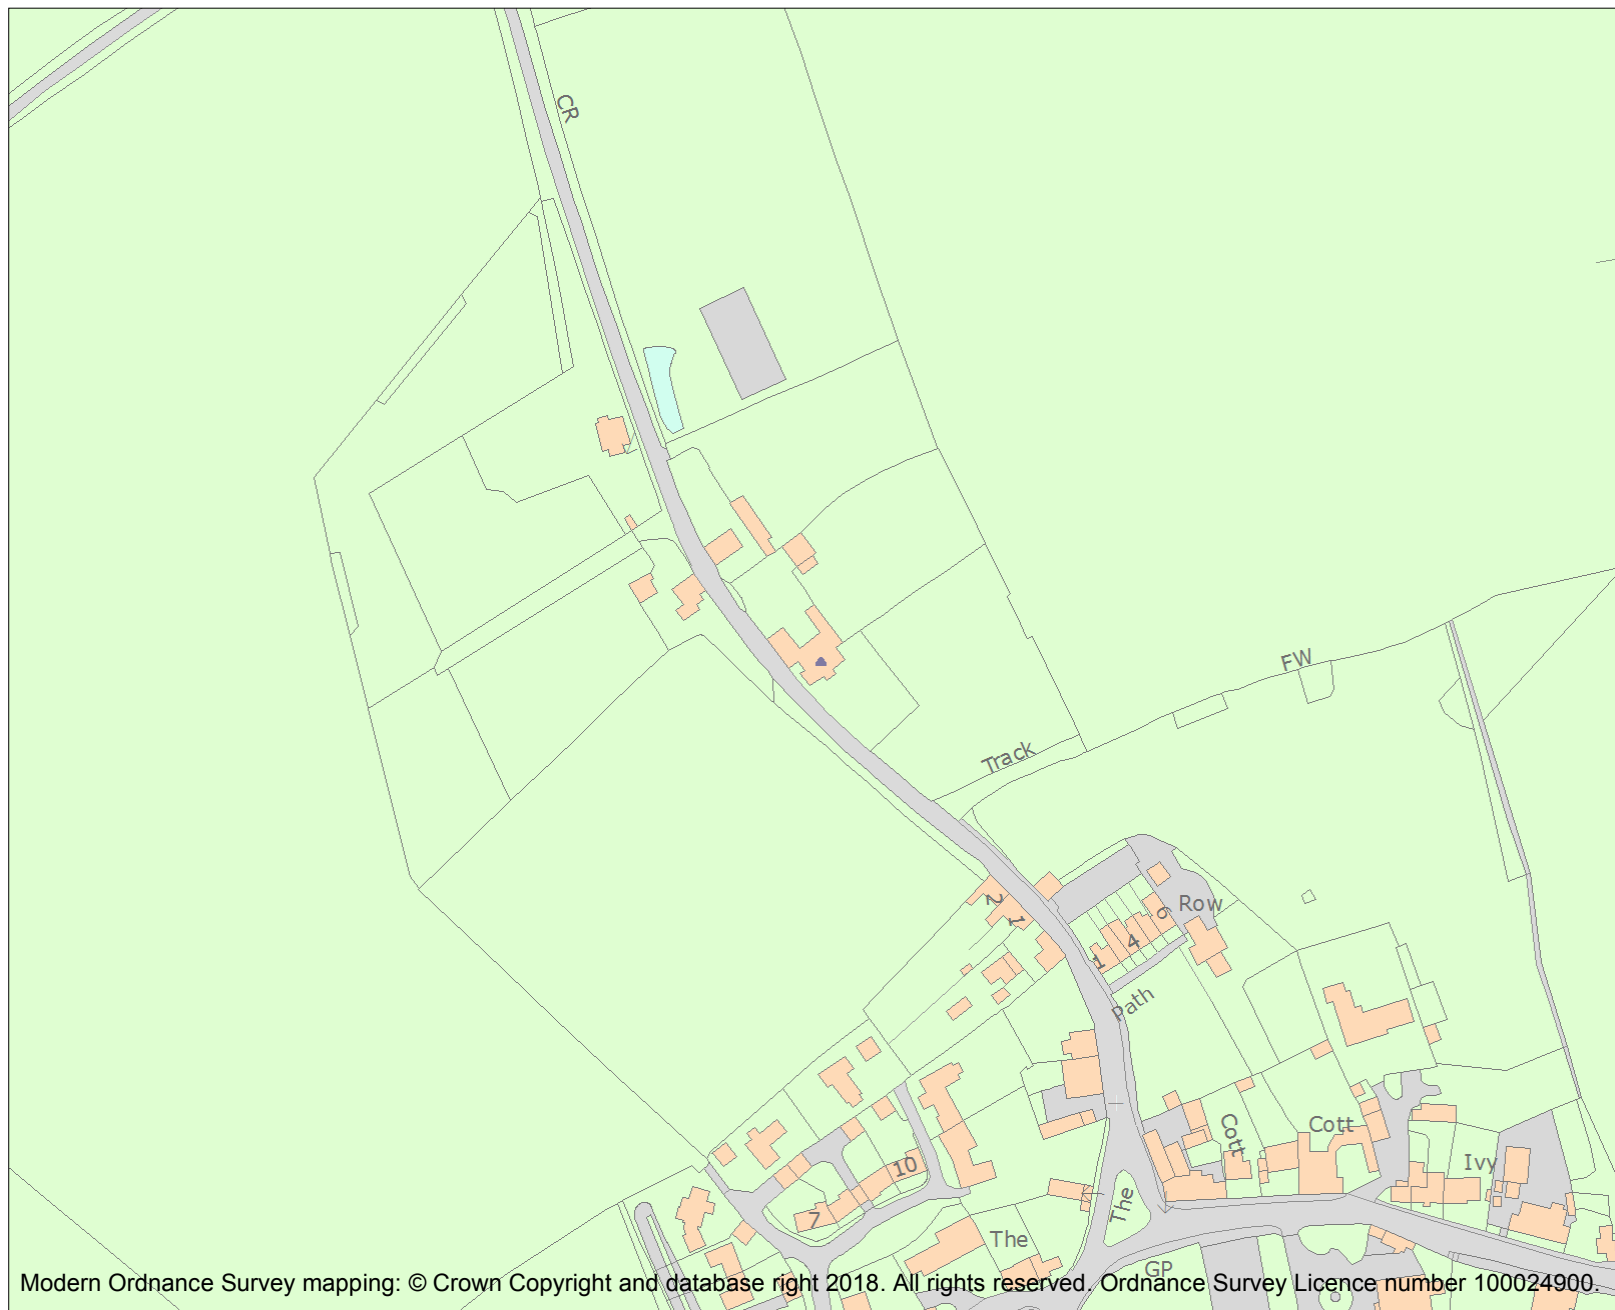 CR
FW
Track
2
1
Row
6
4
1
Path
Cott
Cott
Ivy
10
7
The
The
GP
Modern Ordnance Survey mapping: © Crown Copyright and database right 2018. All rights reserved. Ordnance Survey Licence number 100024900.